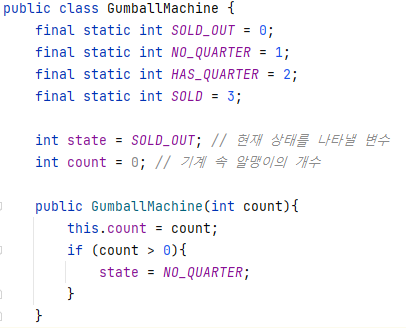 public class GumballMachine {
final static int SOLD_OUT = 0;
final static int NO_QUARTER = 1;
final static int HAS_QUARTER = 2;
final static int SOLD = 3;
int state = SOLD_OUT; // 현재 상태를 나타낼 변수
int count = 0; // 기계 속 알맹이의 개수
public GumballMachine(int count){
this.count = count;
if (count > 0){
state = NO_QUARTER;
}
}